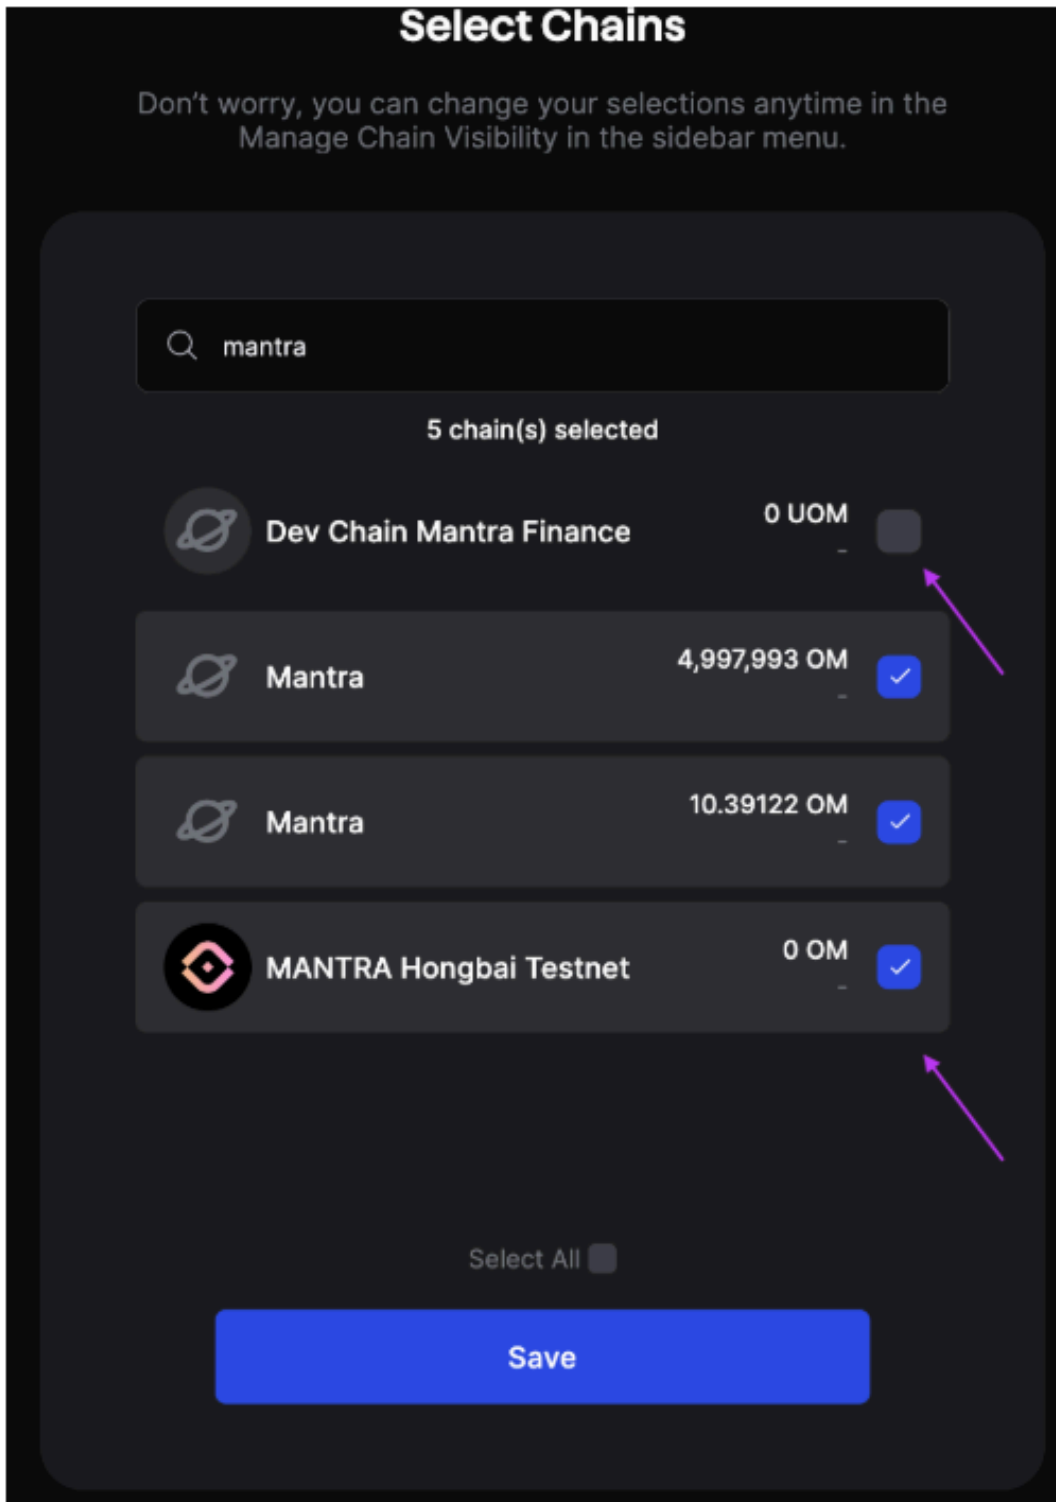 Select Chains
Don't worry, you can change your selections anytime in the
Manage Chain Visibility in the sidebar menu.
mantra
5 chain(s) selected
Dev Chain Mantra Finance
0 UOM
-
Mantra
4,997,993 OM
-
Mantra
10.39122 OM
-
MANTRA Hongbai Testnet
0 OM
-
Select All
Save